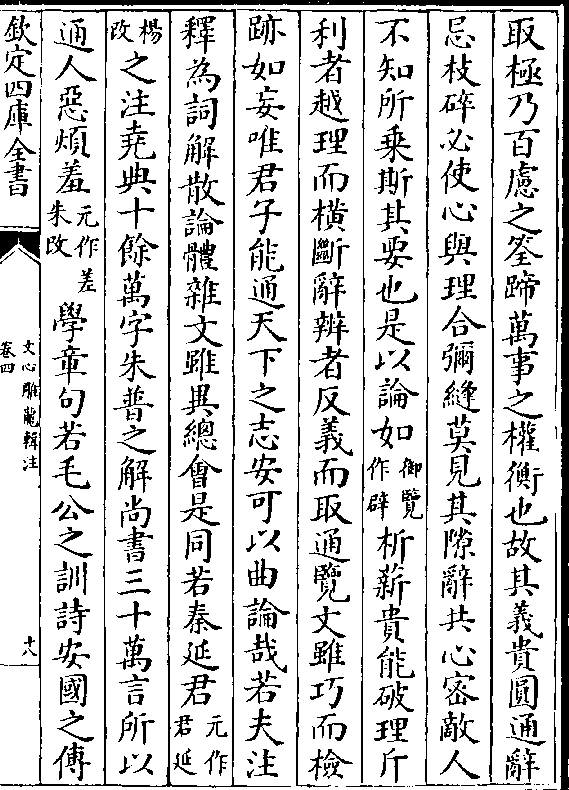 取極乃百慮之筌蹄萬事之權衡也故其義貴圓通辭
忌枝碎必使心與理合彌縫莫見其隙辭共心密敵人
不知所乗斯其要也是以論如御覽作辟析薪貴能破理斤
利者越理而橫斷辭辨者反義而取通覽文雖巧而檢
跡如妄唯君子能通天下之志安可以曲論哉若夫注
釋為詞解散論體雜文雖異總會是同若秦延君元作君延
楊改之注堯典十餘萬字朱普之解尚書三十萬言所以
通人惡煩羞元作差朱改學章句若毛公之訓詩安國之傳
欽定四庫全書
文心雕龍輯注
卷四
十八